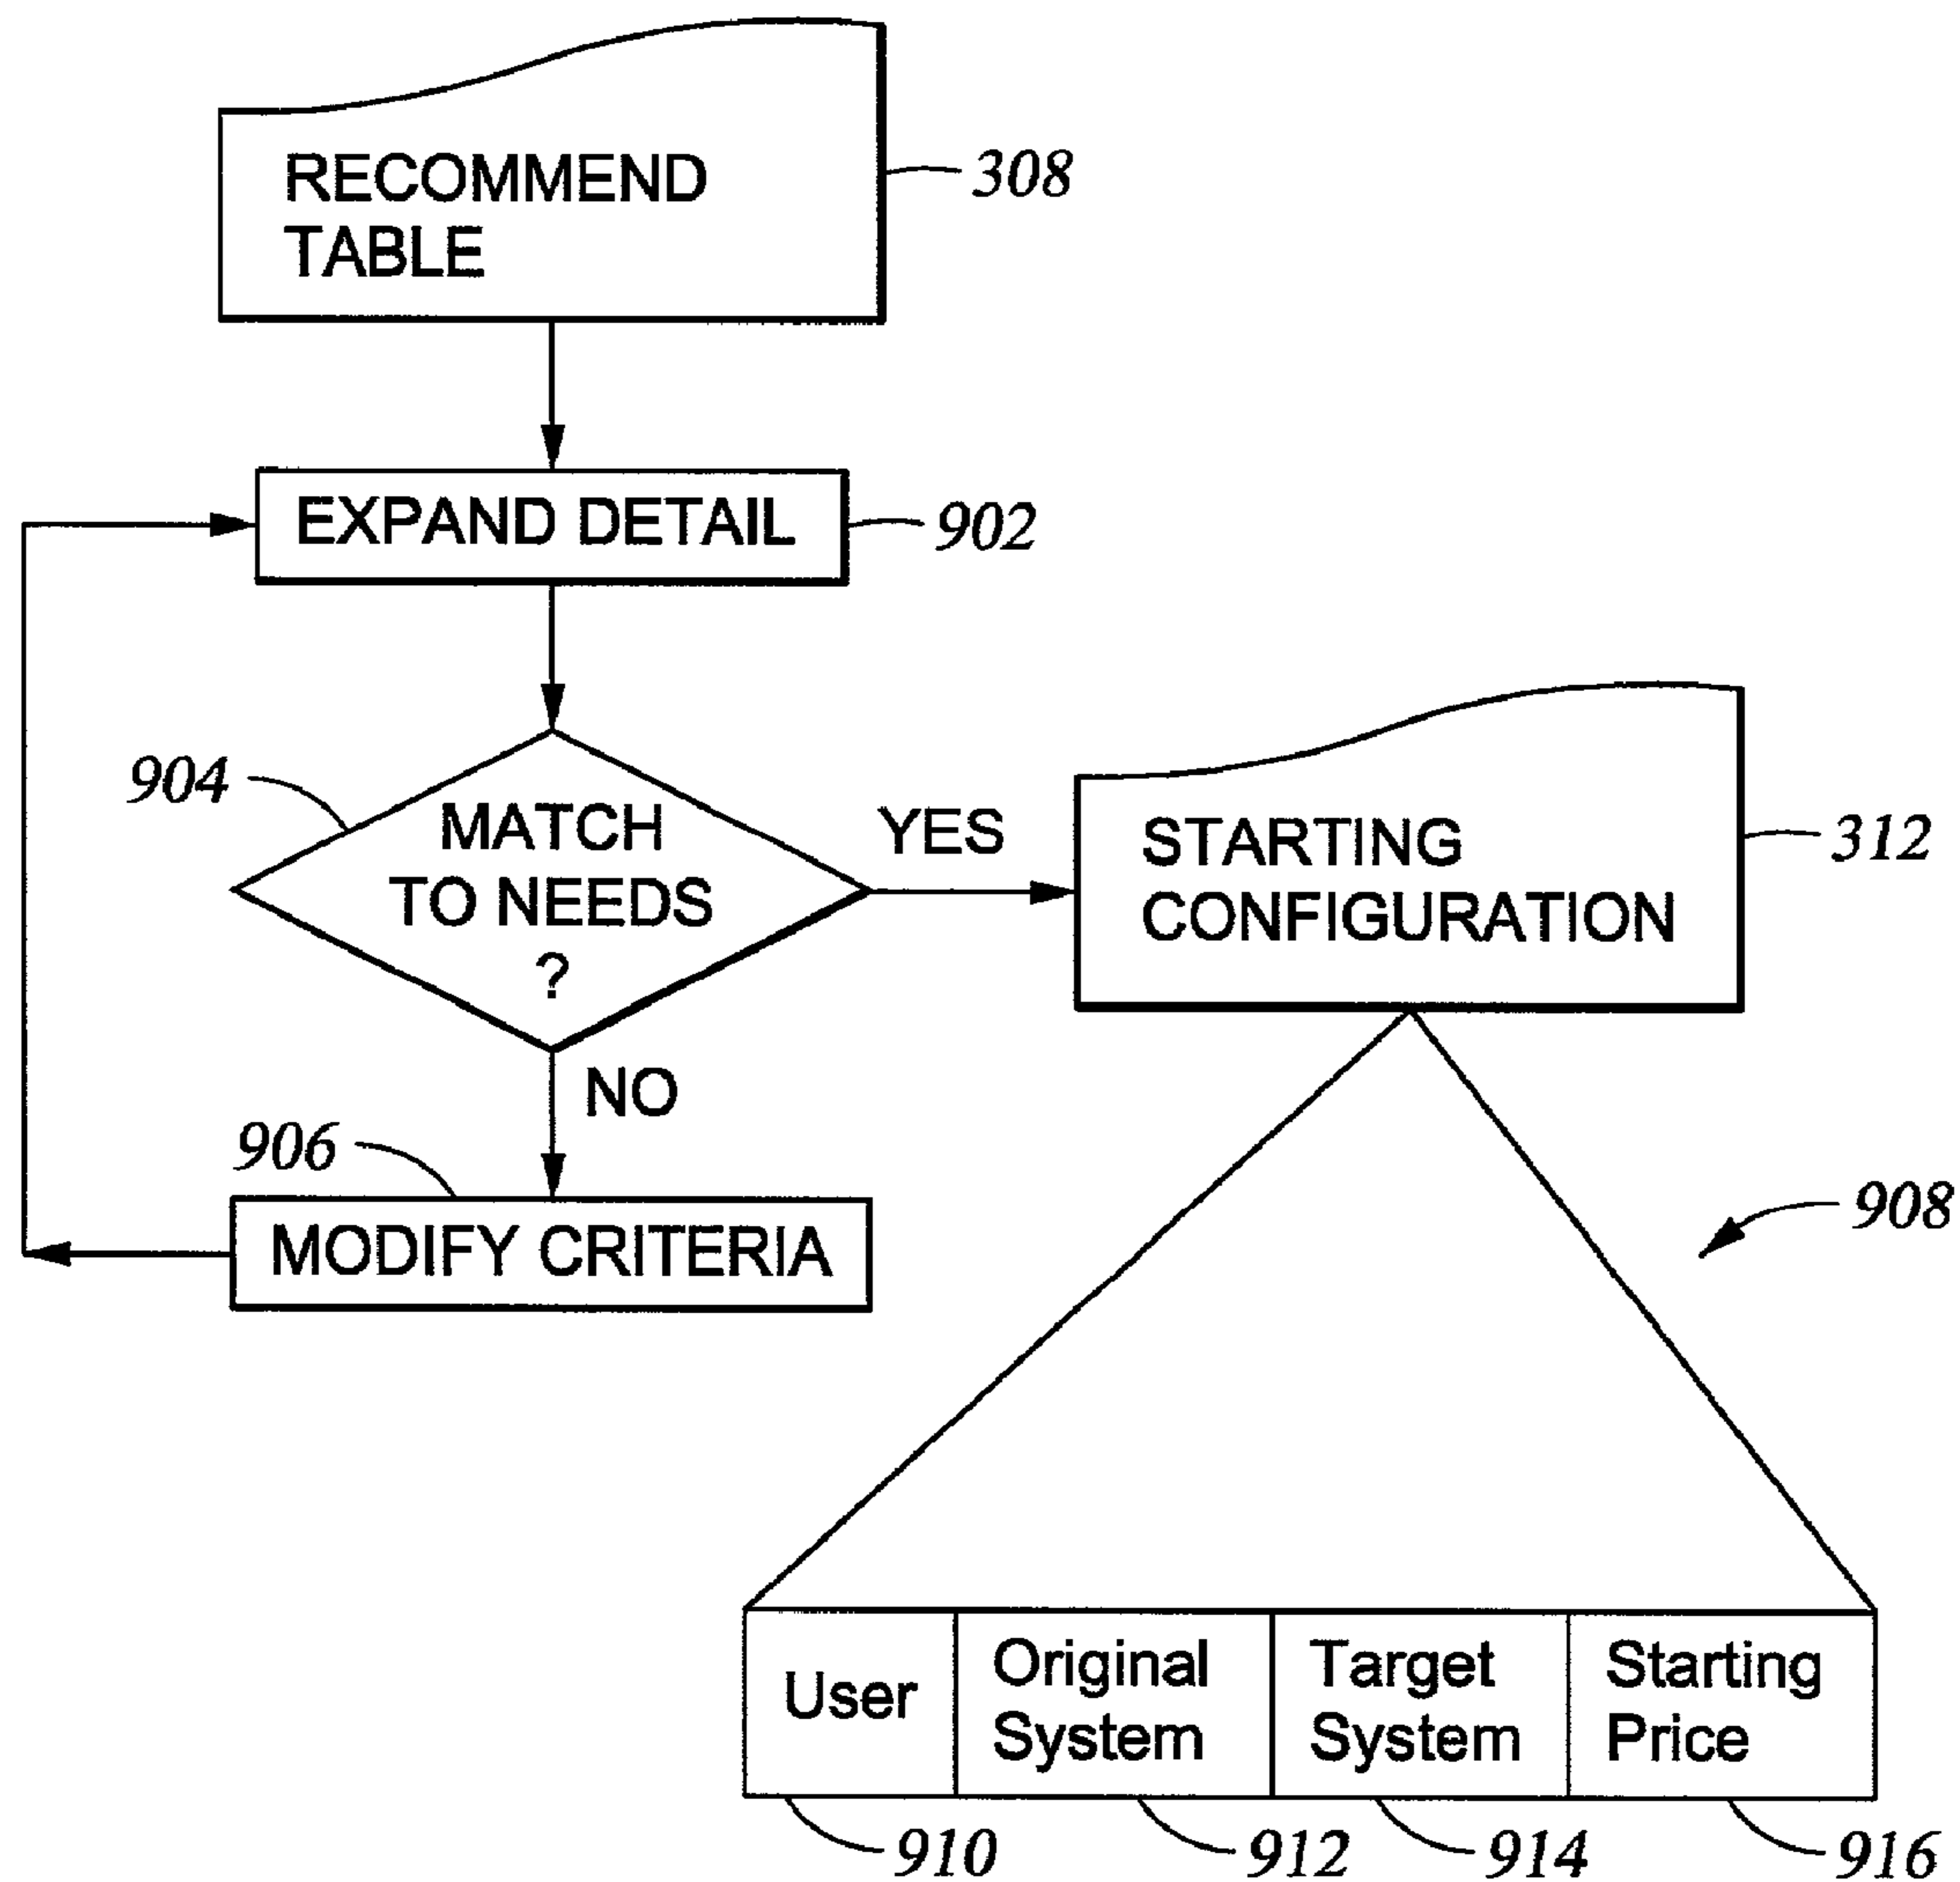 RECOMMEND
TABLE
308
EXPAND DETAIL
902
904
MATCH
TO NEEDS
?
YES
STARTING
CONFIGURATION
312
NO
906
MODIFY CRITERIA
908
User
Original
System
Target
System
Starting
Price
910
912
914
916